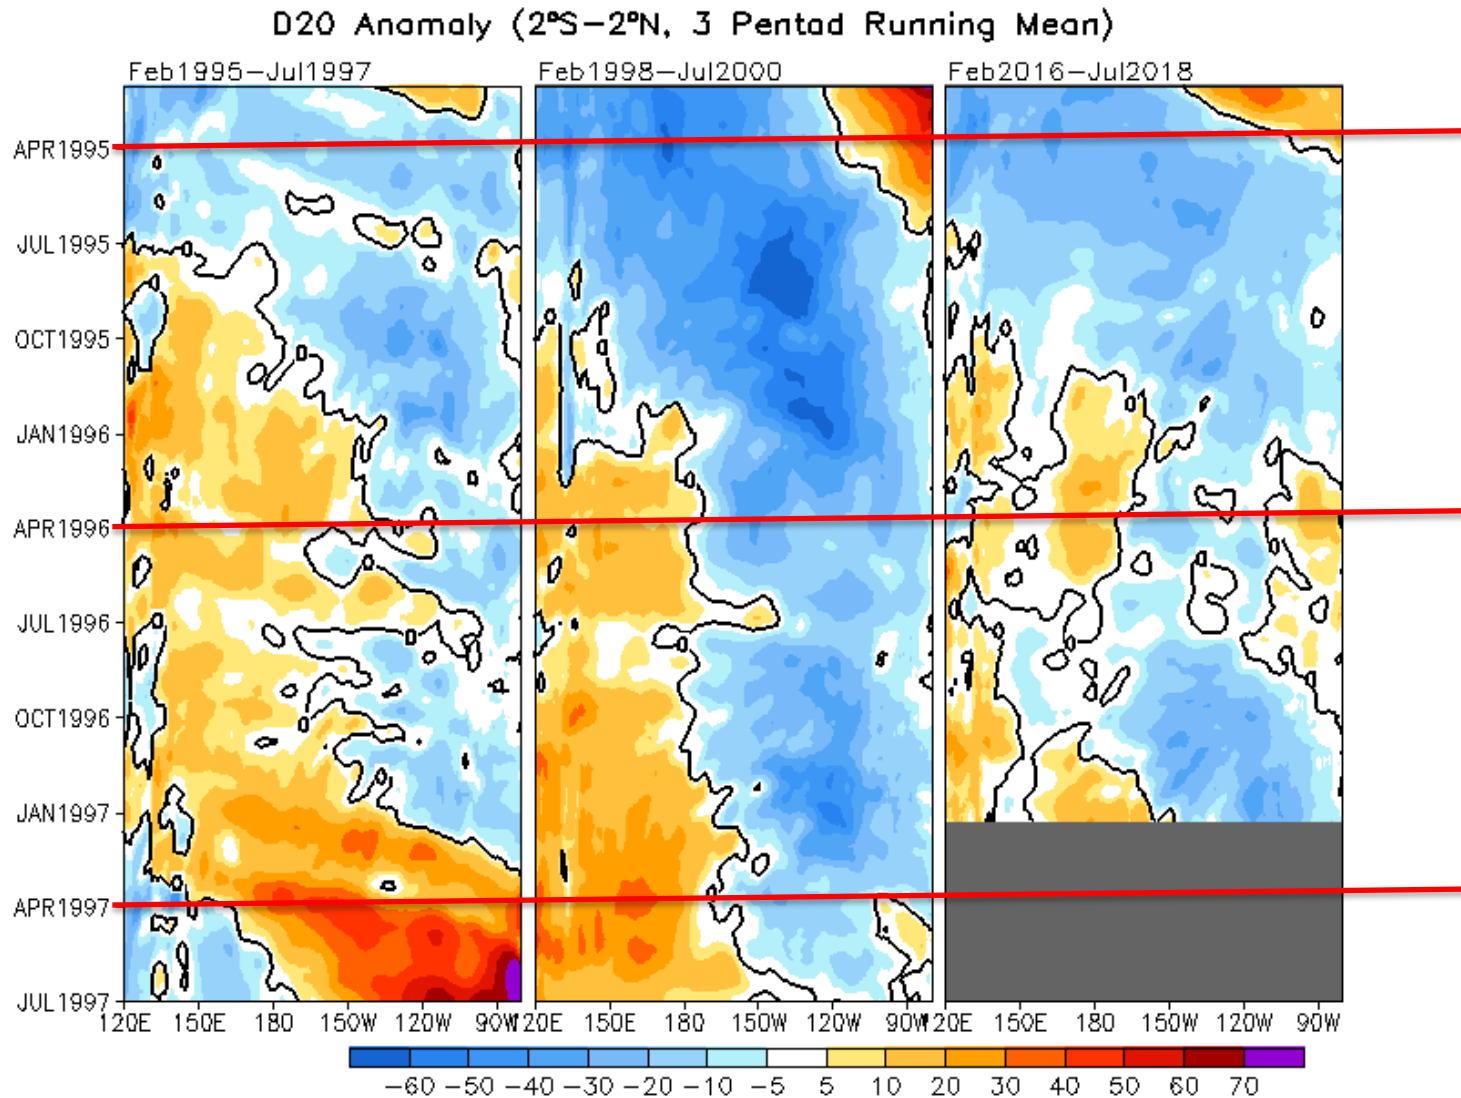 D20 Anomaly (2°S−2°N, 3 Pentad Running Mean)
Feb1995−Jul1997 Feb1998−Jul2000 Feb2016−Jul2018
APR1995
JUL1995
OCT1995
JAN1996
APR1996
JUL1996
OCT1996
JAN1997
APR1997
JUL1997
120E 150E 180 150W 120W 90W 120E 150E 180 150W 120W 90W 120E 150E 180 150W 120W 90W
−60 −50 −40 −30 −20 −10 −5 5 10 20 30 40 50 60 70